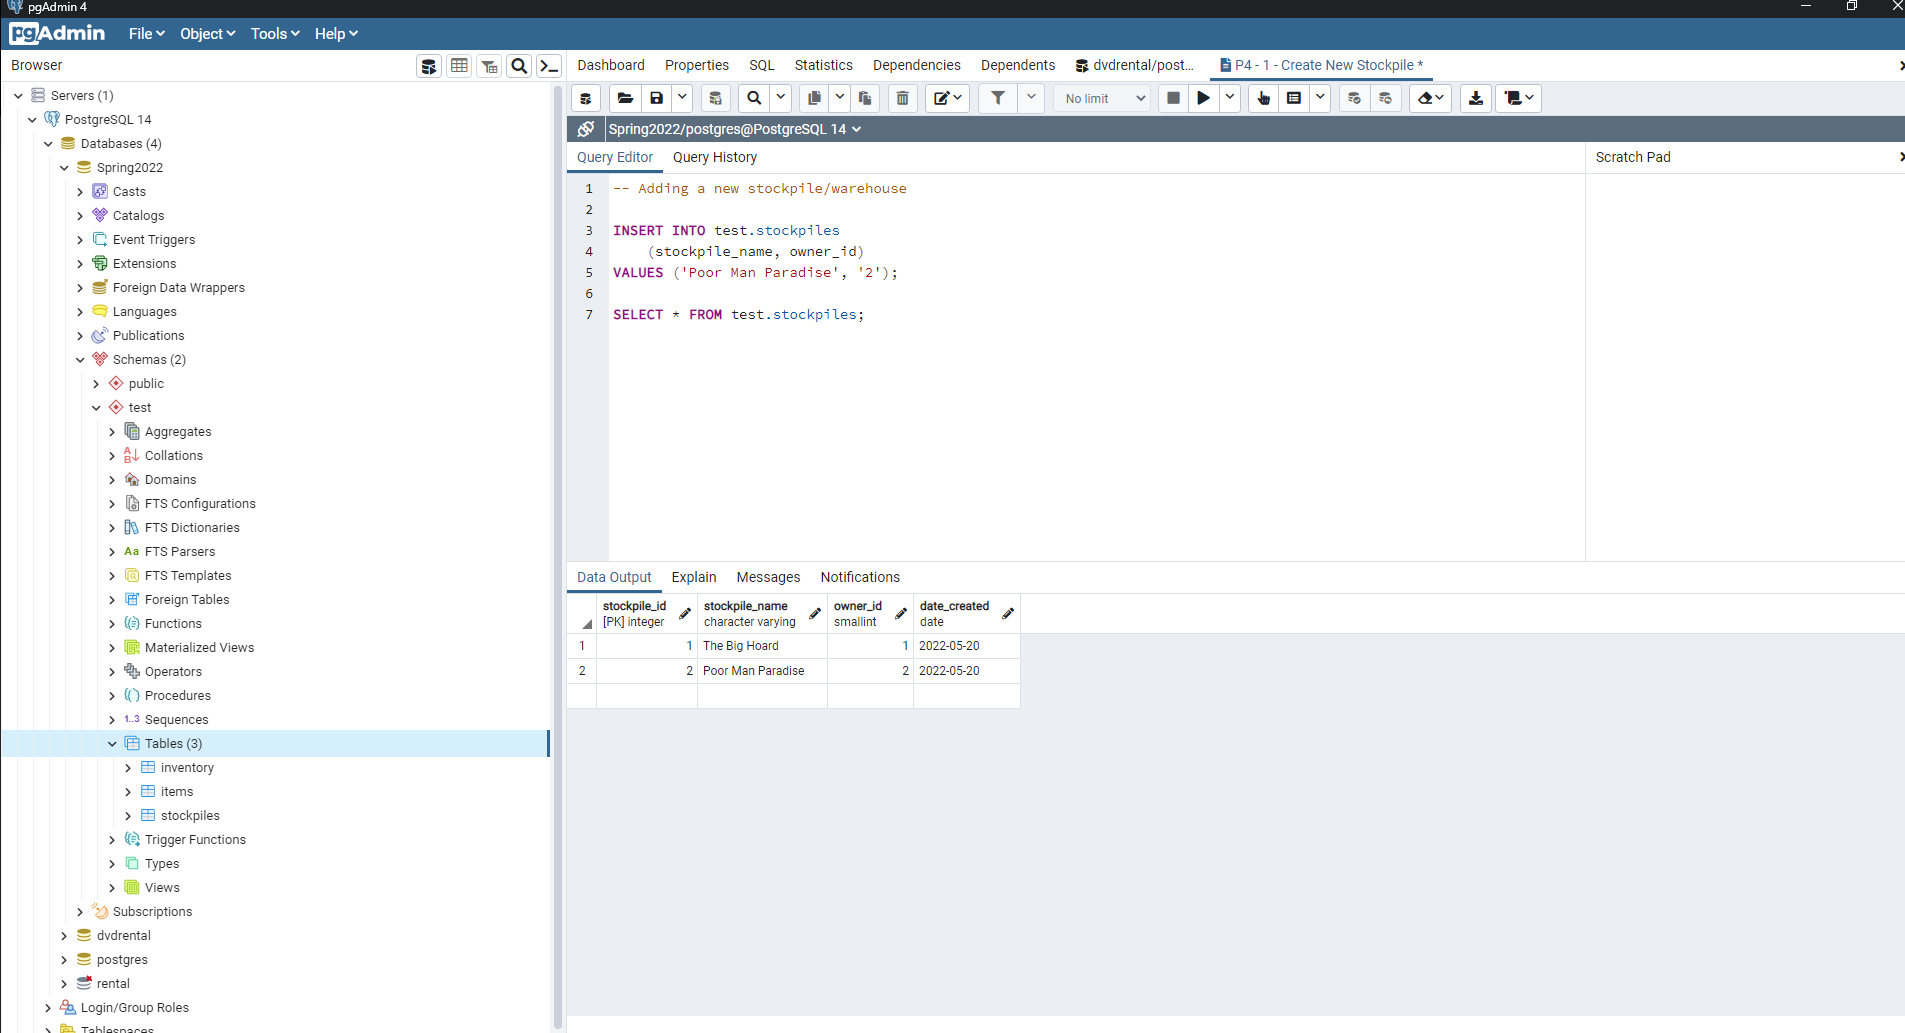 pgAdmin 4
pgAdmin File Object Tools Help
Browser
Dashboard Properties SQL Statistics Dependencies Dependents dvdrental/post... P4 - 1 - Create New Stockpile *
No limit
Spring2022/postgres@PostgreSQL 14
Query Editor Query History
Scratch Pad
Servers (1)
PostgreSQL 14
Databases (4)
Spring2022
Casts
Catalogs
Event Triggers
Extensions
Foreign Data Wrappers
Languages
Publications
Schemas (2)
public
test
Aggregates
Collations
Domains
FTS Configurations
FTS Dictionaries
Aa FTS Parsers
FTS Templates
Foreign Tables
Functions
Materialized Views
Operators
Procedures
1..3 Sequences
Tables (3)
inventory
items
stockpiles
Trigger Functions
Types
Views
Subscriptions
dvdrental
postgres
rental
Login/Group Roles
Tablespaces
1 -- Adding a new stockpile/warehouse
2
3 INSERT INTO test.stockpiles
4 (stockpile_name, owner_id)
5 VALUES ('Poor Man Paradise', '2');
6
7 SELECT * FROM test.stockpiles;
Data Output Explain Messages Notifications
stockpile_id stockpile_name owner_id date_created
[PK] integer character varying smallint date
1 1 The Big Hoard 1 2022-05-20
2 2 Poor Man Paradise 2 2022-05-20